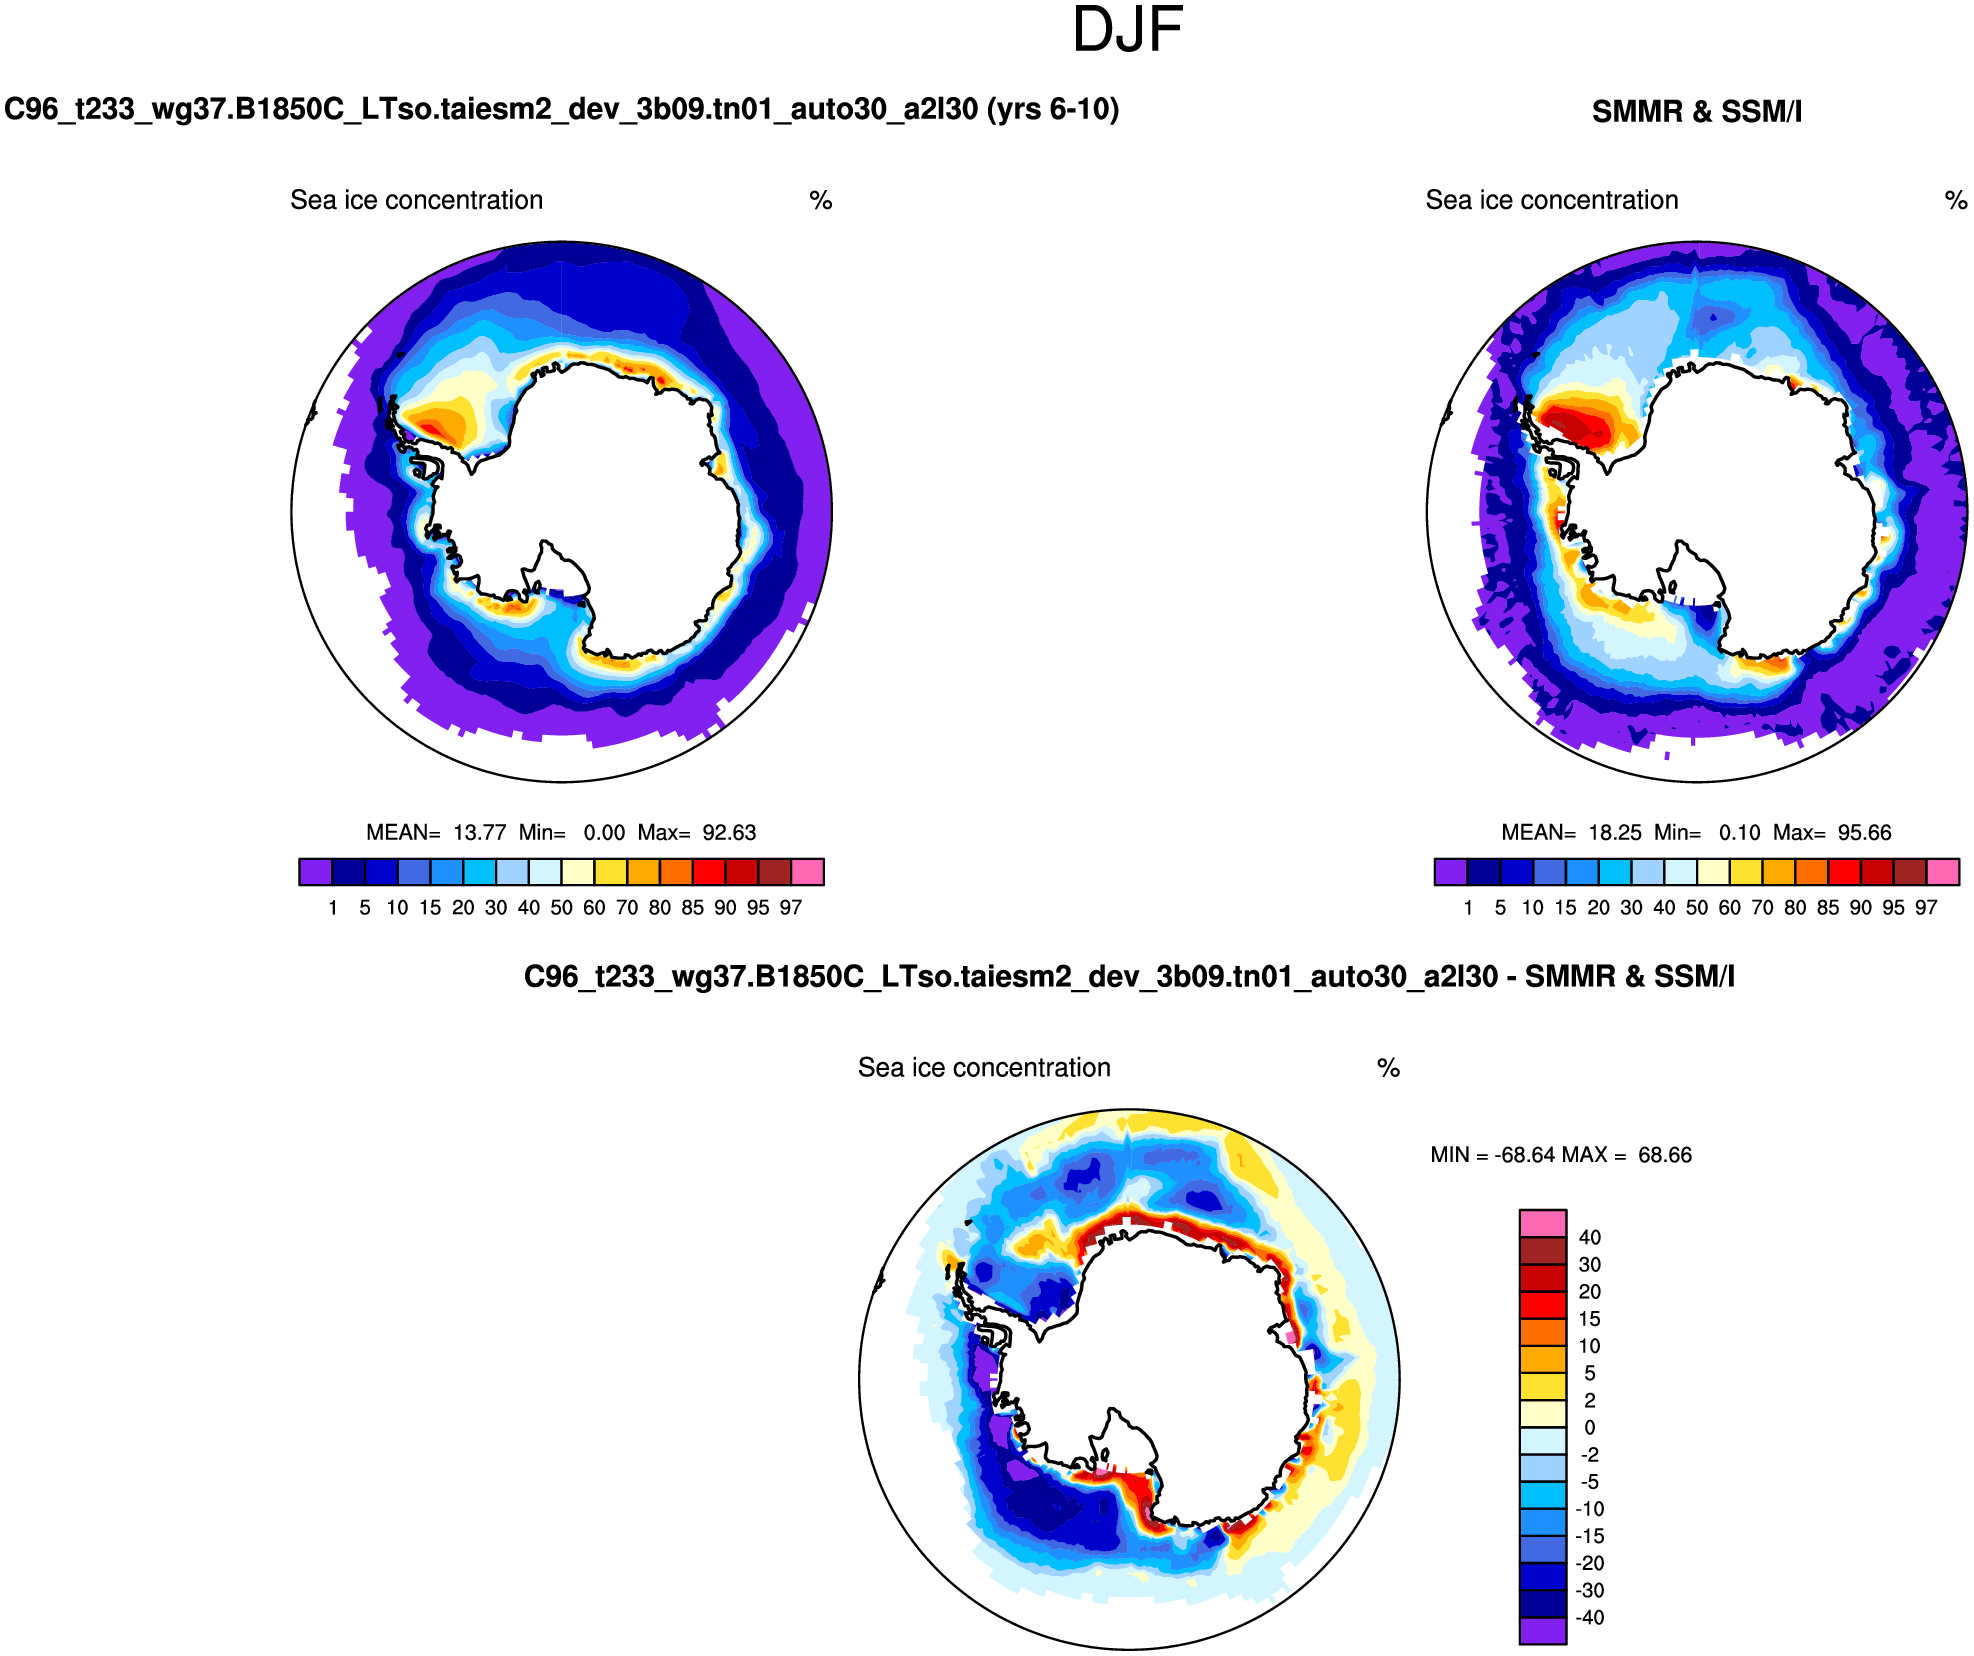 DJF
C96_t233_wg37.B1850C_LTso.taiesm2_dev_3b09.tn01_auto30_a2l30 (yrs 6-10)
SMMR & SSM/I
Sea ice concentration %
Sea ice concentration %
MEAN= 13.77 Min= 0.00 Max= 92.63
MEAN= 18.25 Min= 0.10 Max= 95.66
1 5 10 15 20 30 40 50 60 70 80 85 90 95 97
1 5 10 15 20 30 40 50 60 70 80 85 90 95 97
C96_t233_wg37.B1850C_LTso.taiesm2_dev_3b09.tn01_auto30_a2l30 - SMMR & SSM/I
Sea ice concentration %
MIN = -68.64 MAX = 68.66
40
30
20
15
10
5
2
0
-2
-5
-10
-15
-20
-30
-40